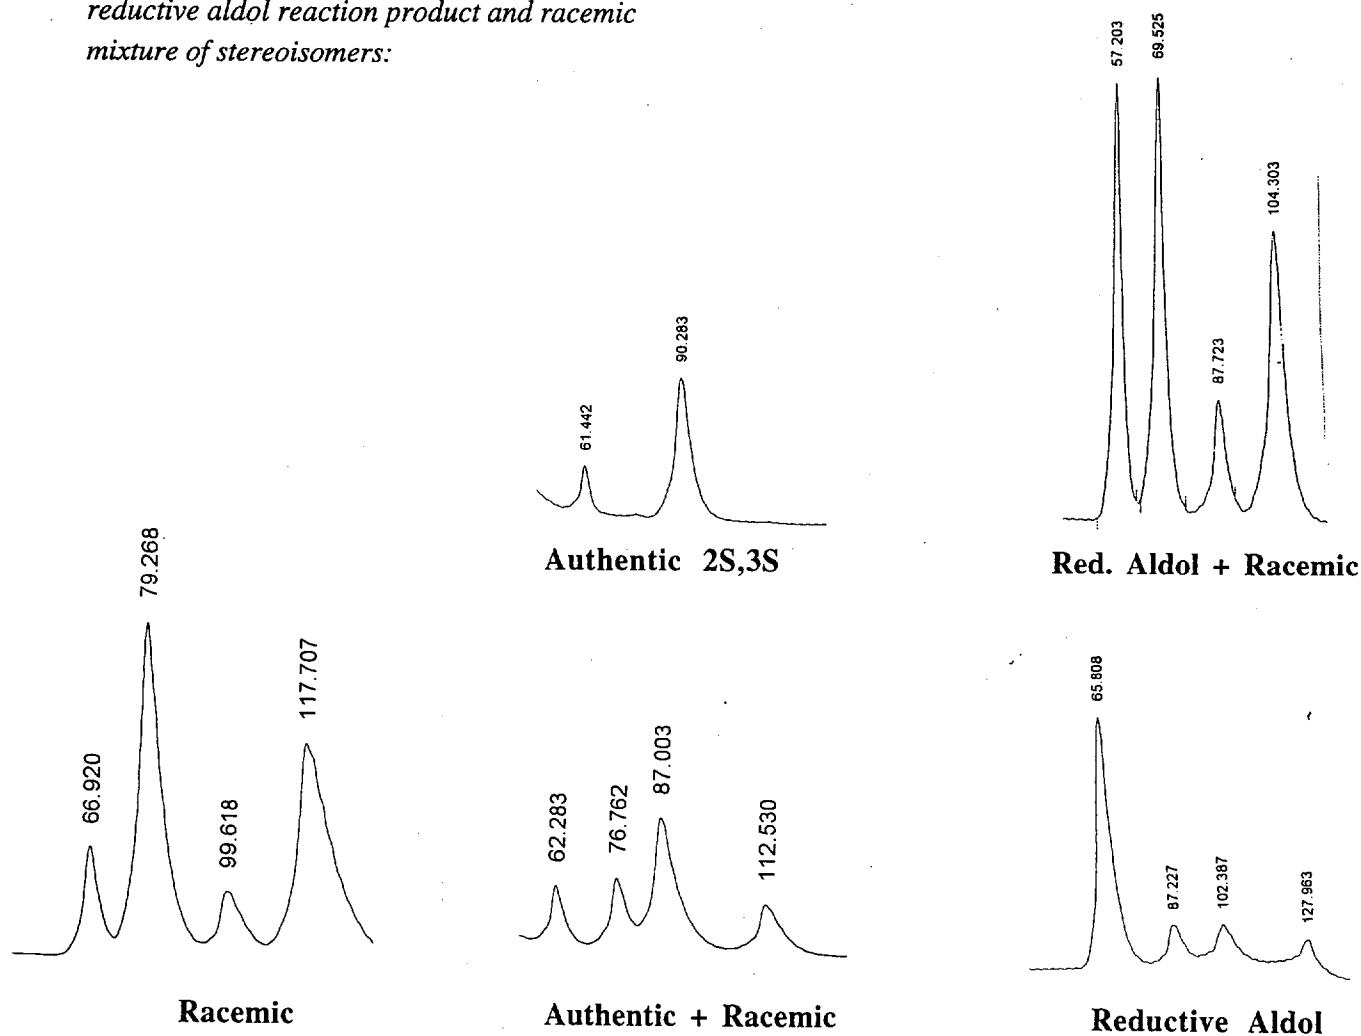 reductive aldol reaction product and racemic
mixture of stereoisomers:
57.203
69.525
87.723
104.303
Red. Aldol + Racemic
61.442
90.283
Authentic 2S,3S
66.920
79.268
99.618
117.707
Racemic
62.283
76.762
87.003
112.530
Authentic + Racemic
65.808
87.227
102.387
127.963
Reductive Aldol